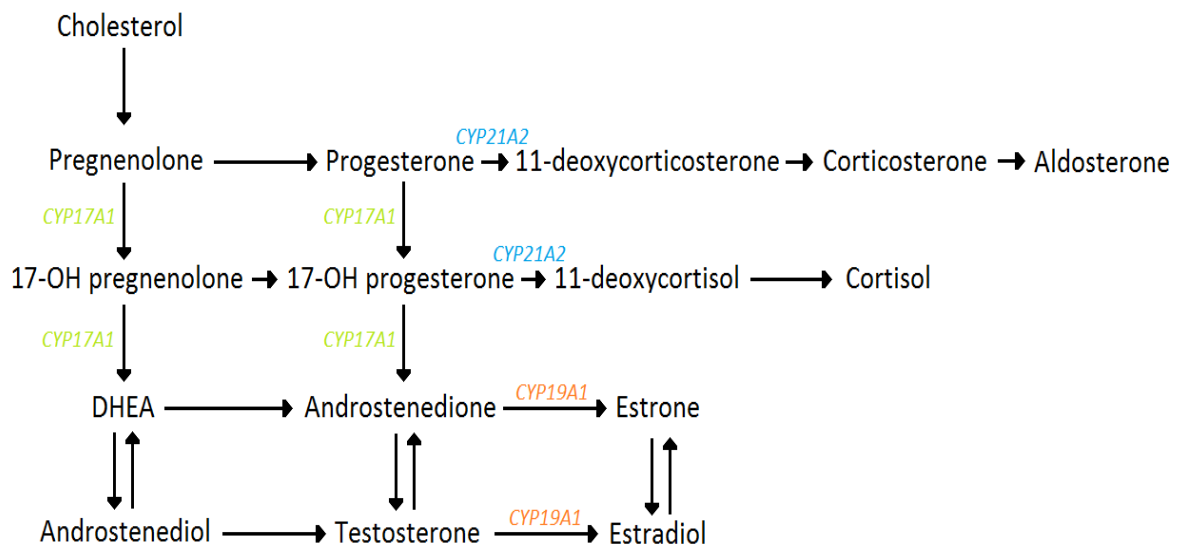 Cholesterol
CYP21A2
Pregnenolone Progesterone 11-deoxycorticosterone Corticosterone Aldosterone
CYP17A1 CYP17A1
CYP21A2
17-OH pregnenolone 17-OH progesterone 11-deoxycortisol Cortisol
CYP17A1 CYP17A1
CYP19A1
DHEA Androstenedione Estrone
CYP19A1
Androstenediol Testosterone Estradiol